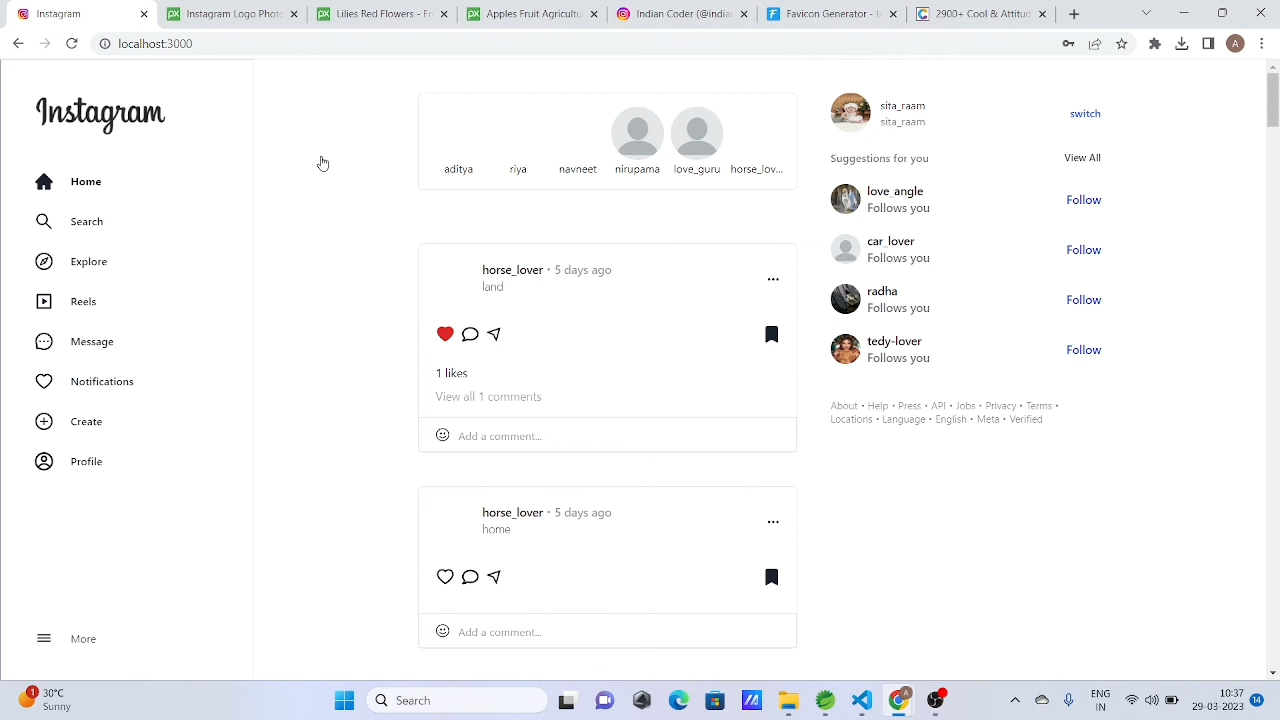 Instagram
Instagram Logo Photo
Lilies Red Flowers - Fr
Apples Fruit Agricultu
Indian Coder (@indian
Favicon Generator -
2900+ Cool & Attitud
localhost:3000
A
Instagram
Home
Search
Explore
Reels
Message
Notifications
Create
Profile
More
aditya
riya
navneet
nirupama
love_guru
horse_lov...
horse_lover • 5 days ago
land
1 likes
View all 1 comments
Add a comment...
horse_lover • 5 days ago
home
Add a comment...
sita_raam
sita_raam
switch
Suggestions for you
View All
love_angle
Follows you
Follow
car_lover
Follows you
Follow
radha
Follows you
Follow
tedy-lover
Follows you
Follow
About • Help • Press • API • Jobs • Privacy • Terms •
Locations • Language • English • Meta • Verified
1
30°C
Sunny
Search
ENG
IN
10:37
29-03-2023
14